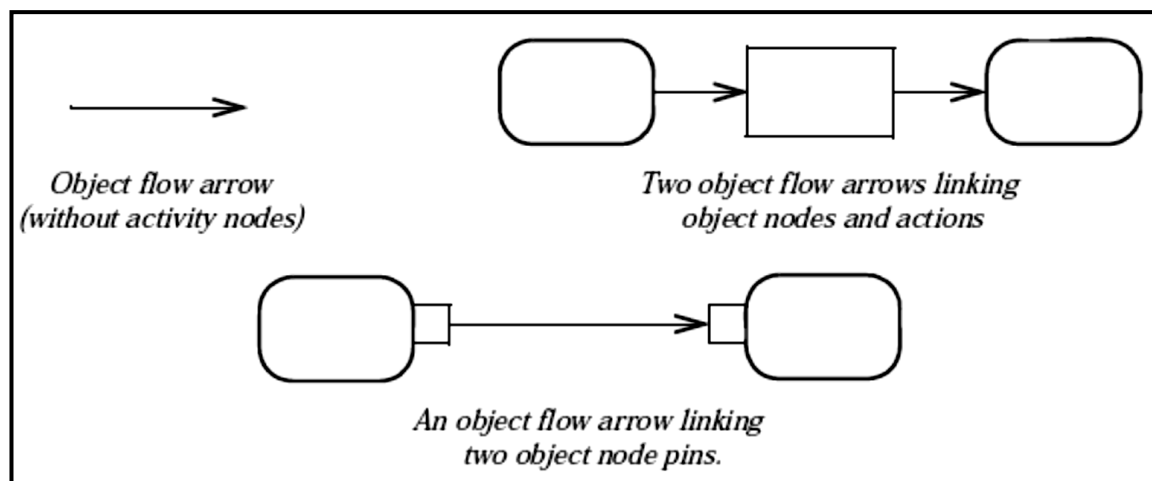 Object flow arrow
(without activity nodes)
Two object flow arrows linking
object nodes and actions
An object flow arrow linking
two object node pins.